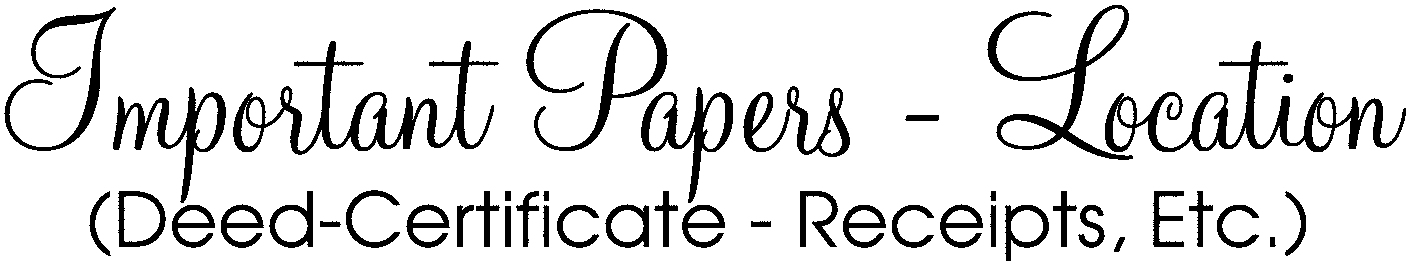 Important Papers - Location
(Deed-Certificate - Receipts, Etc.)